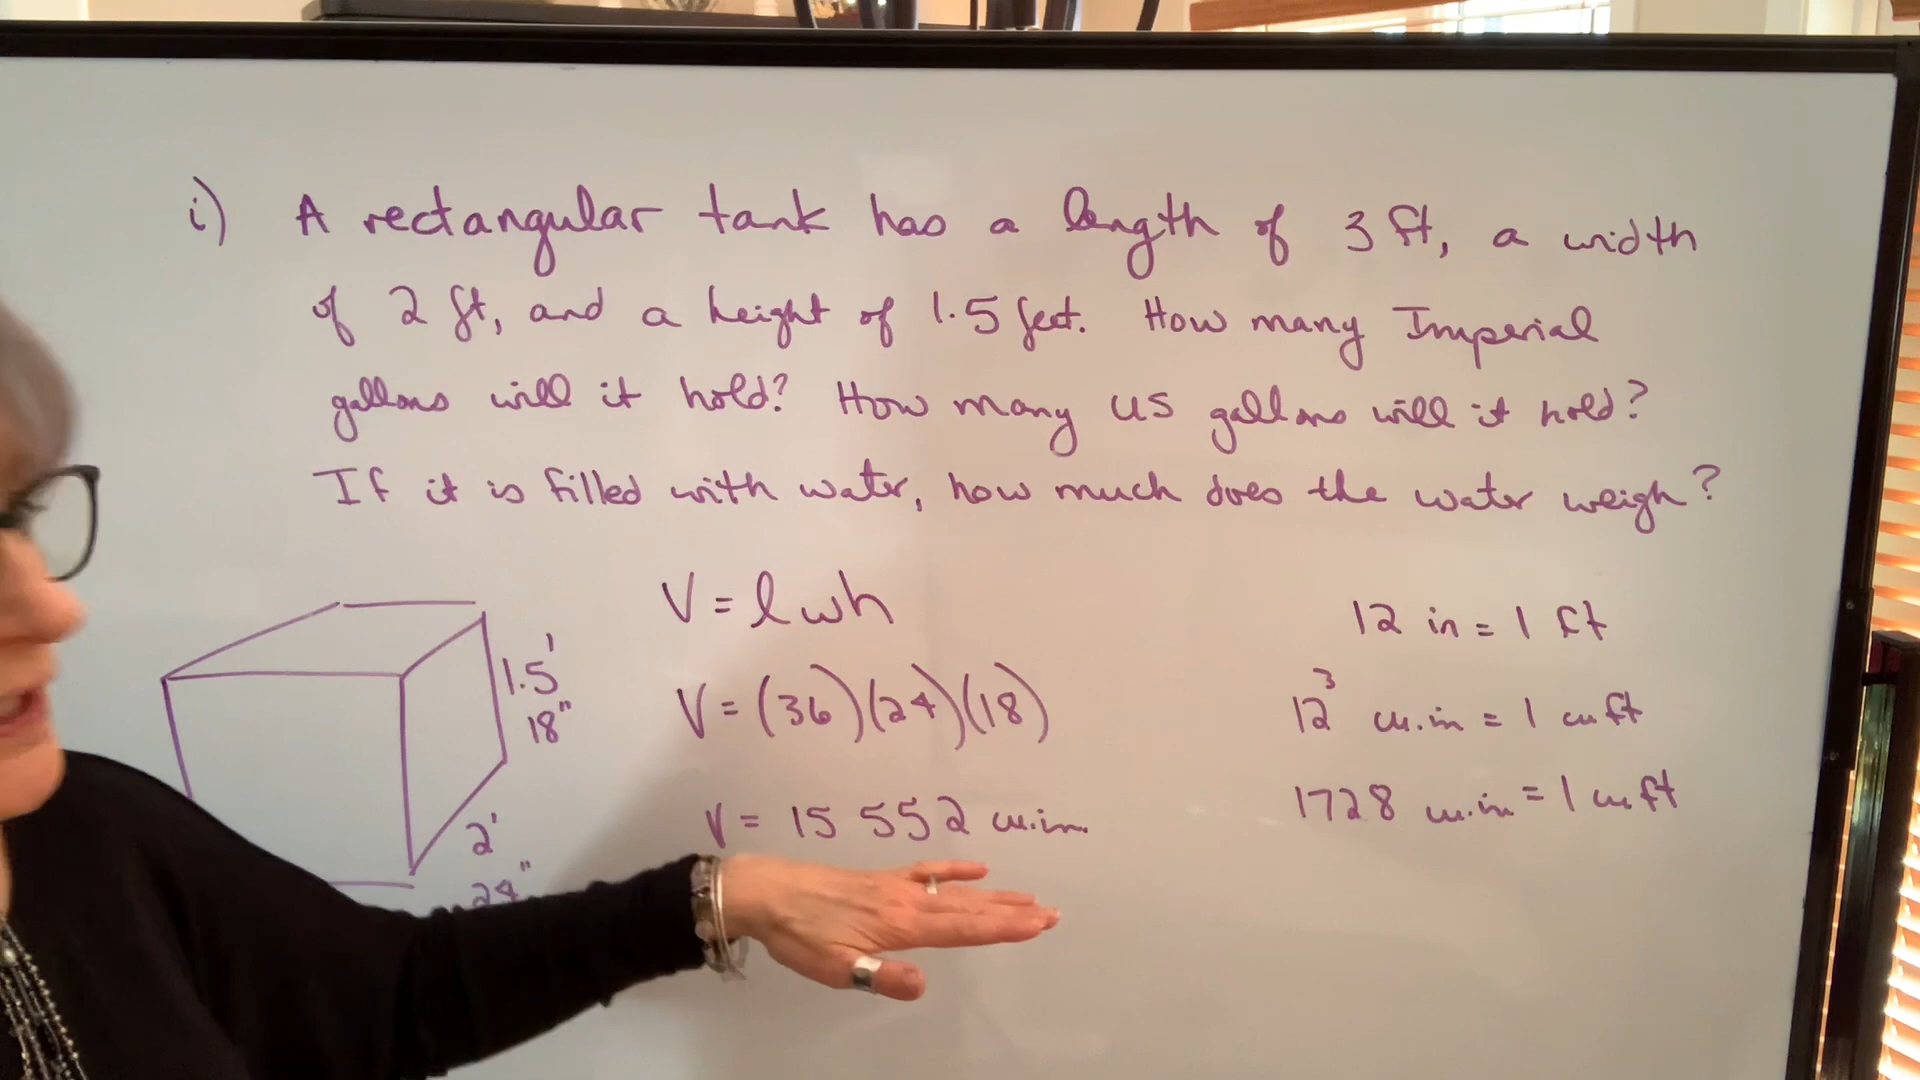 i) A rectangular tank has a length of 3 ft, a width
of 2 ft, and a height of 1.5 feet. How many Imperial
gallons will it hold? How many US gallons will it hold?
If it is filled with water, how much does the water weigh?
1.5'
18"
2'
24"
V = lwh
V = (36)(24)(18)
V = 15 552 cu.in.
12 in = 1 ft
12³ cu.in = 1 cu ft
1728 cu.in = 1 cu ft